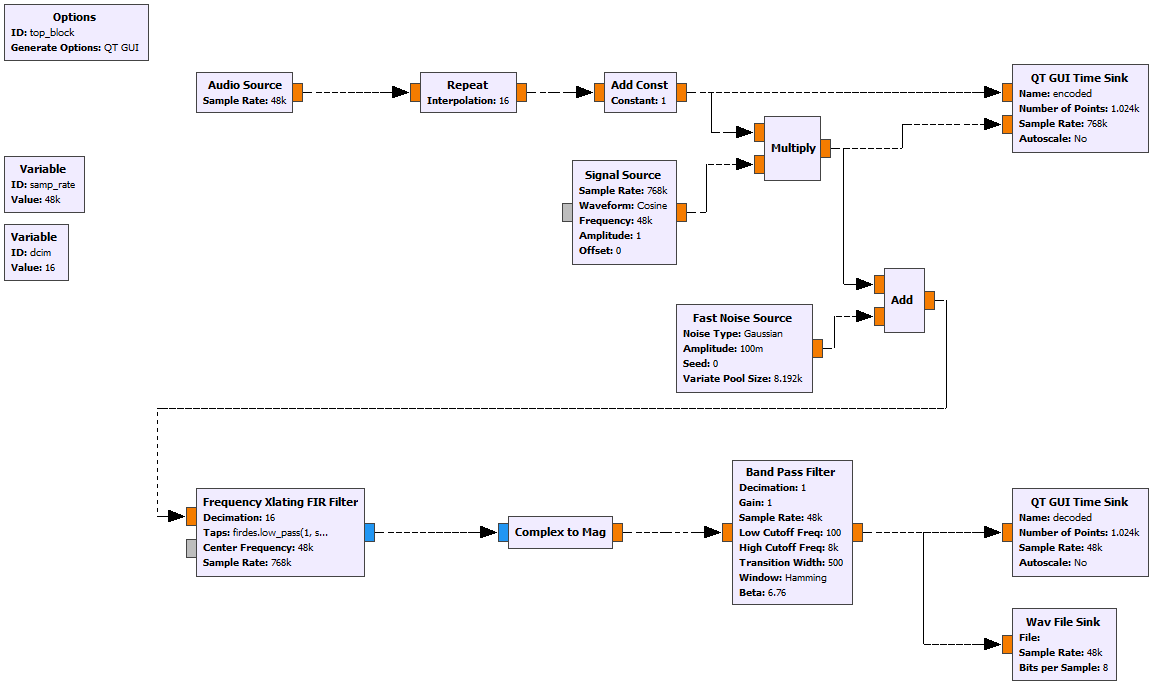 Options
ID: top_block
Generate Options: QT GUI
Variable
ID: samp_rate
Value: 48k
Variable
ID: dcim
Value: 16
Audio Source
Sample Rate: 48k
Repeat
Interpolation: 16
Add Const
Constant: 1
QT GUI Time Sink
Name: encoded
Number of Points: 1.024k
Sample Rate: 768k
Autoscale: No
Multiply
Signal Source
Sample Rate: 768k
Waveform: Cosine
Frequency: 48k
Amplitude: 1
Offset: 0
Add
Fast Noise Source
Noise Type: Gaussian
Amplitude: 100m
Seed: 0
Variate Pool Size: 8.192k
Frequency Xlating FIR Filter
Decimation: 16
Taps: firdes.low_pass(1, s...
Center Frequency: 48k
Sample Rate: 768k
Complex to Mag
Band Pass Filter
Decimation: 1
Gain: 1
Sample Rate: 48k
Low Cutoff Freq: 100
High Cutoff Freq: 8k
Transition Width: 500
Window: Hamming
Beta: 6.76
QT GUI Time Sink
Name: decoded
Number of Points: 1.024k
Sample Rate: 48k
Autoscale: No
Wav File Sink
File:
Sample Rate: 48k
Bits per Sample: 8